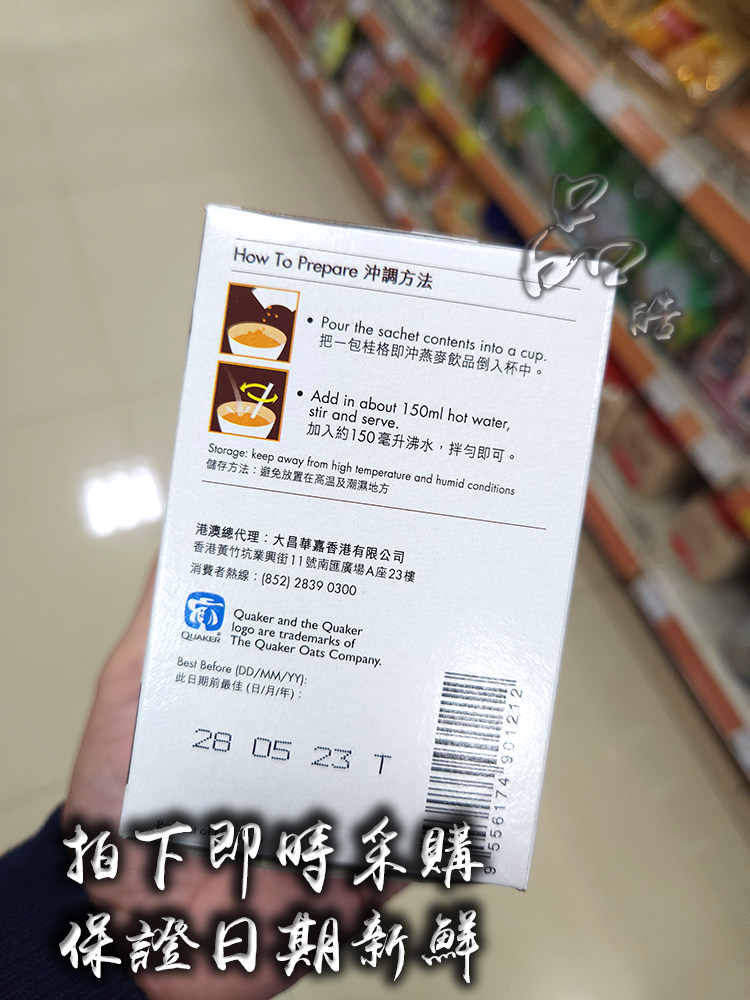 品
皓
How To Prepare 沖調方法
• Pour the sachet contents into a cup.
把一包桂格即沖燕麥飲品倒入杯中。
• Add in about 150ml hot water,
stir and serve.
加入約150毫升沸水，拌勻即可。
Storage: keep away from high temperature and humid conditions
儲存方法：避免放置在高溫及潮濕地方
港澳總代理：大昌華嘉香港有限公司
香港黃竹坑業興街11號南匯廣場A座23樓
消費者熱線：(852) 2839 0300
QUAKER®
Quaker and the Quaker
logo are trademarks of
The Quaker Oats Company.
Best Before (DD/MM/YY):
此日期前最佳 (日/月/年)：
28 05 23 T
9 556174 901212
拍下即時采購
保證日期新鮮